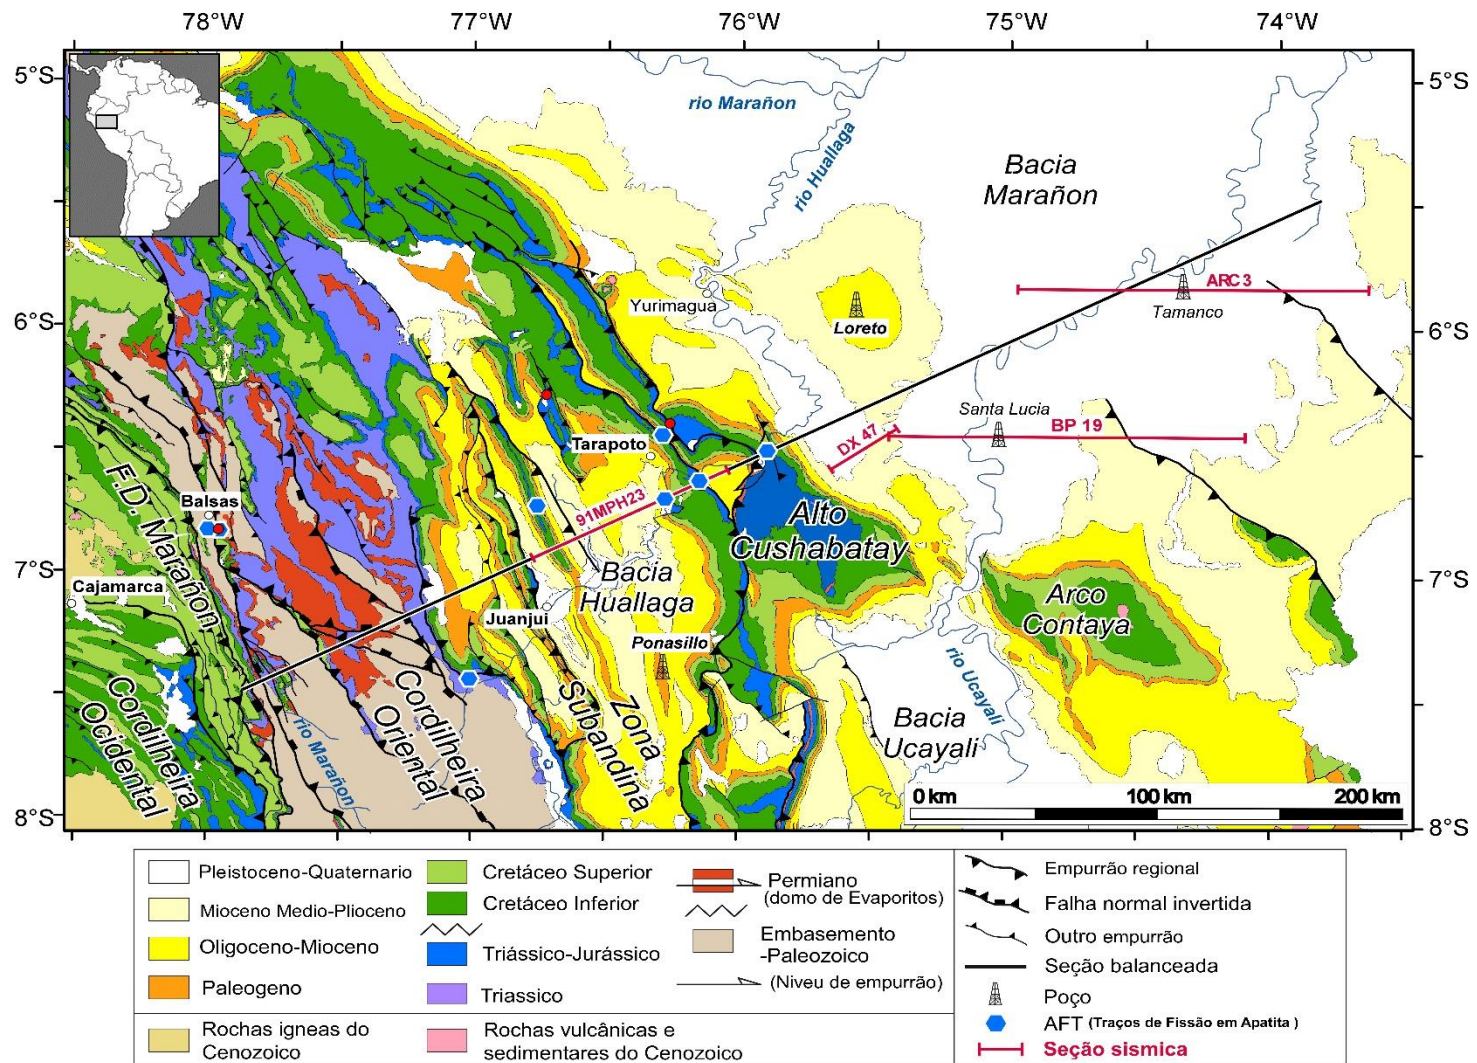 78°W
77°W
76°W
75°W
74°W
5°S
5°S
rio Marañon
rio Huallaga
Bacia
Marañon
Yurimagua
Loreto
ARC 3
Tamanco
6°S
6°S
Santa Lucia
BP 19
DX 47
Tarapoto
91MPH23
Balsas
F.D. Marañon
Alto
Cushabatay
Cajamarca
7°S
7°S
Bacia
Huallaga
Juanjui
Ponasillo
Arco
Contaya
Cordilheira
Ocidental
rio Marañon
Cordilheira
Oriental
Zona
Subandina
Bacia
Ucayali
rio Ucayali
0 km
100 km
200 km
8°S
8°S
Pleistoceno-Quaternario
Mioceno Medio-Plioceno
Oligoceno-Mioceno
Paleogeno
Rochas igneas do
Cenozoico
Cretáceo Superior
Cretáceo Inferior
Triássico-Jurássico
Triassico
Rochas vulcânicas e
sedimentares do Cenozoico
Permiano
(domo de Evaporitos)
Embasemento
-Paleozoico
(Niveu de empurrão)
Empurrão regional
Falha normal invertida
Outro empurrão
Seção balanceada
Poço
AFT (Traços de Fissão em Apatita )
Seção sismica